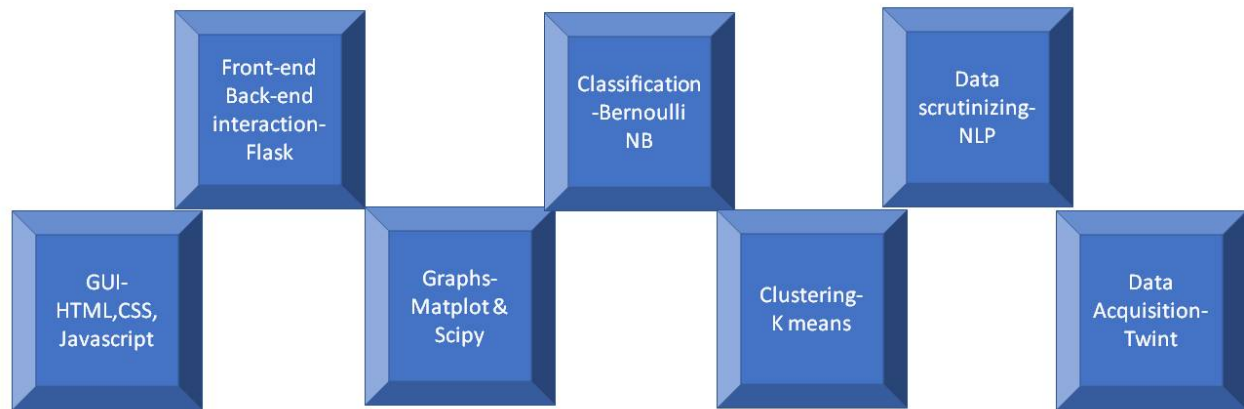 Front-end
Back-end
interaction-
Flask
Classification
-Bernoulli
NB
Data
scrutinizing-
NLP
GUI-
HTML,CSS,
Javascript
Graphs-
Matplot &
Scipy
Clustering-
K means
Data
Acquisition-
Twint